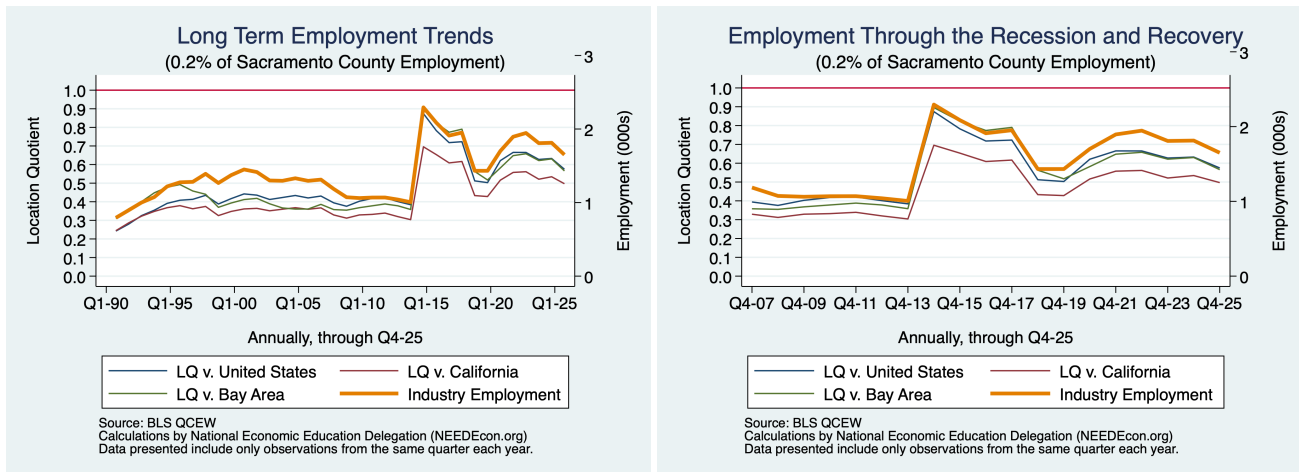 Long Term Employment Trends
(0.2% of Sacramento County Employment)
Location Quotient
1.0
0.9
0.8
0.7
0.6
0.5
0.4
0.3
0.2
0.1
0.0
3
2
1
0
Employment (000s)
Q1-90 Q1-95 Q1-00 Q1-05 Q1-10 Q1-15 Q1-20 Q1-25
Annually, through Q4-25
LQ v. United States LQ v. California
LQ v. Bay Area Industry Employment
Source: BLS QCEW
Calculations by National Economic Education Delegation (NEEDEcon.org)
Data presented include only observations from the same quarter each year.
Employment Through the Recession and Recovery
(0.2% of Sacramento County Employment)
Location Quotient
1.0
0.9
0.8
0.7
0.6
0.5
0.4
0.3
0.2
0.1
0.0
3
2
1
0
Employment (000s)
Q4-07 Q4-09 Q4-11 Q4-13 Q4-15 Q4-17 Q4-19 Q4-21 Q4-23 Q4-25
Annually, through Q4-25
LQ v. United States LQ v. California
LQ v. Bay Area Industry Employment
Source: BLS QCEW
Calculations by National Economic Education Delegation (NEEDEcon.org)
Data presented include only observations from the same quarter each year.